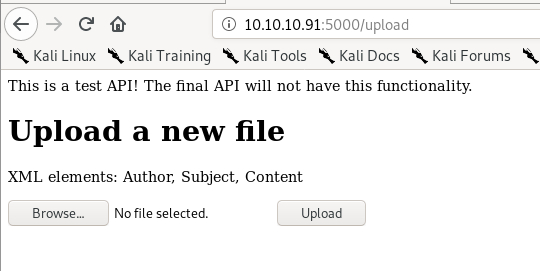 10.10.10.91:5000/upload
Kali Linux Kali Training Kali Tools Kali Docs Kali Forums
This is a test API! The final API will not have this functionality.
Upload a new file
XML elements: Author, Subject, Content
Browse... No file selected. Upload